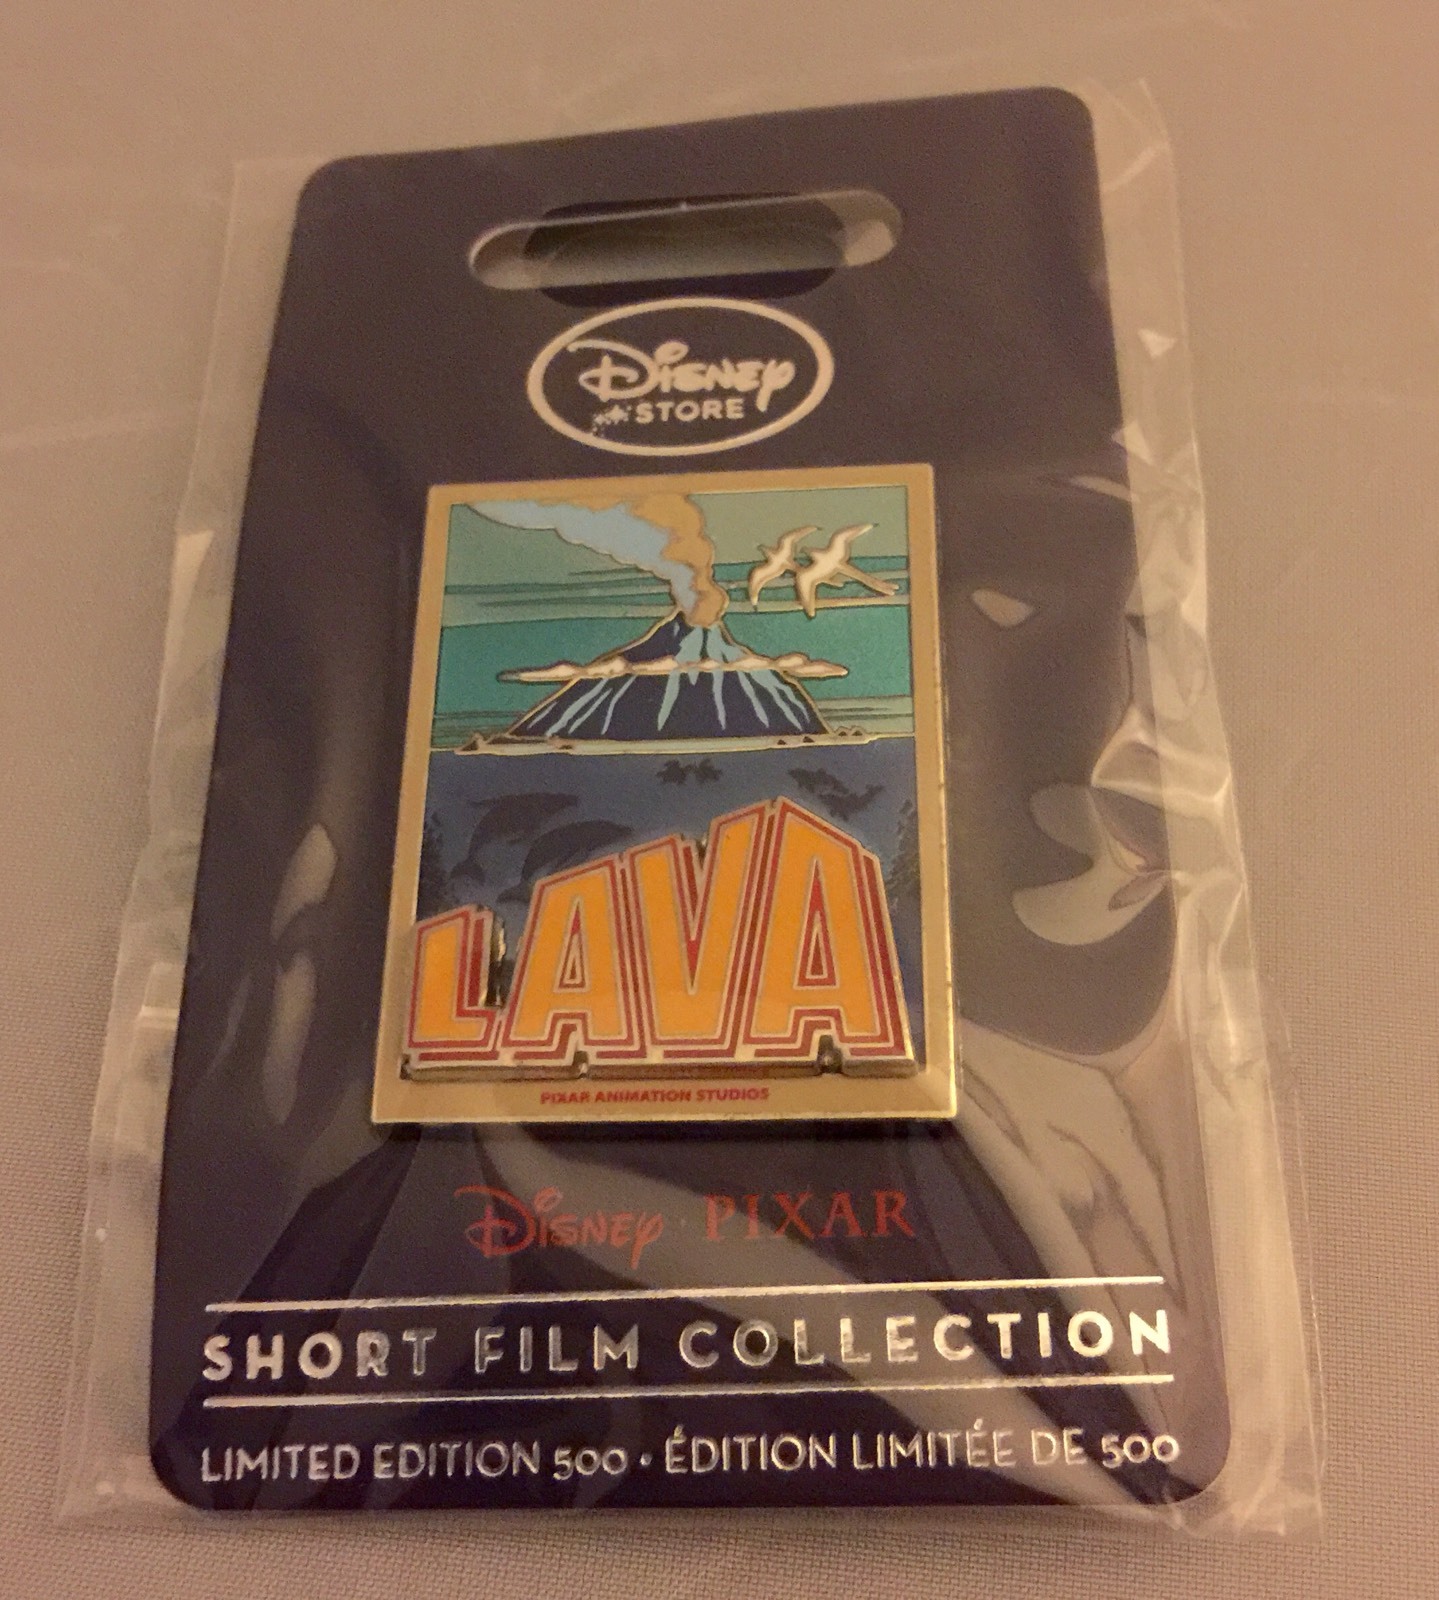 Disney
STORE
LAVA
PIXAR ANIMATION STUDIOS
Disney · PIXAR
SHORT FILM COLLECTION
LIMITED EDITION 500 • ÉDITION LIMITÉE DE 500